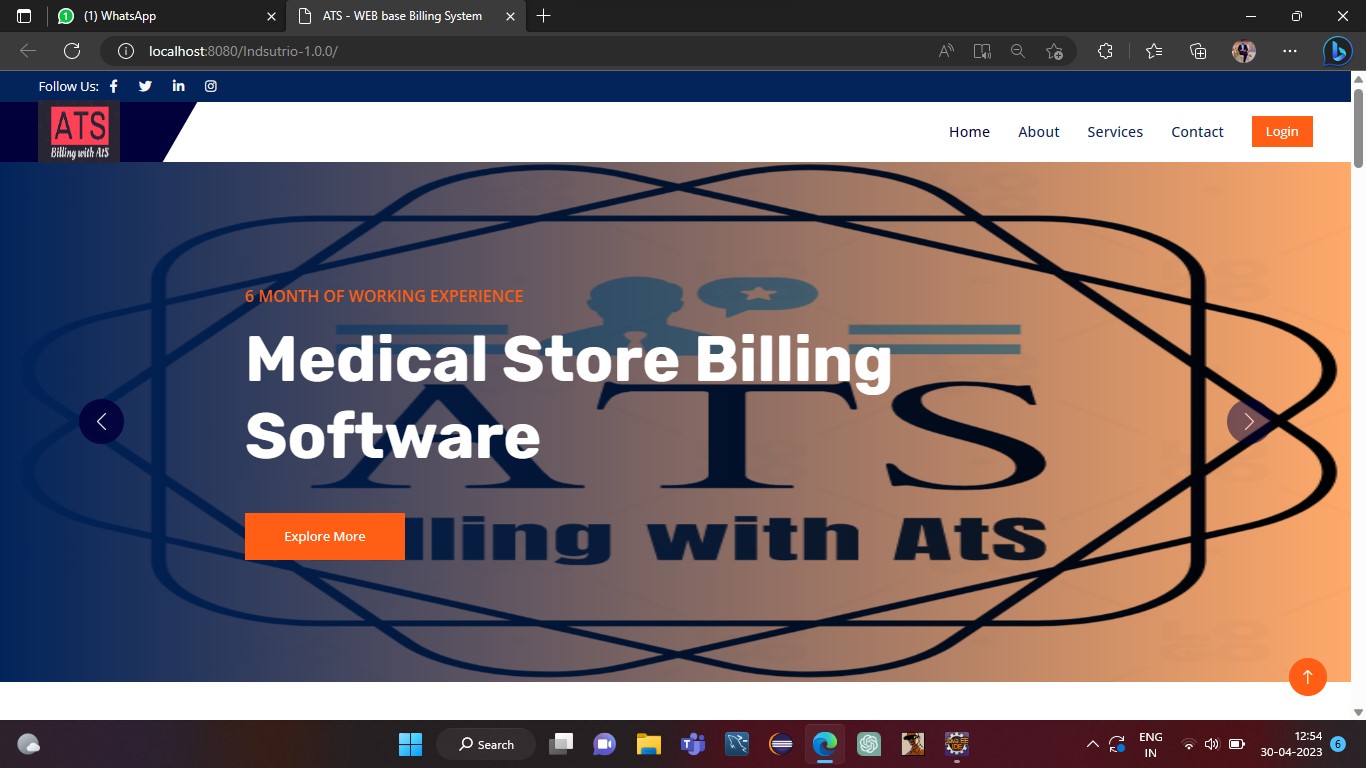 (1) WhatsApp
ATS - WEB base Billing System
localhost:8080/Indsutrio-1.0.0/
Follow Us:
ATS
Billing with AtS
Home
About
Services
Contact
Login
6 MONTH OF WORKING EXPERIENCE
Medical Store Billing
Software
ATS
lling with AtS
Explore More
Search
ENG
IN
12:54
30-04-2023
6